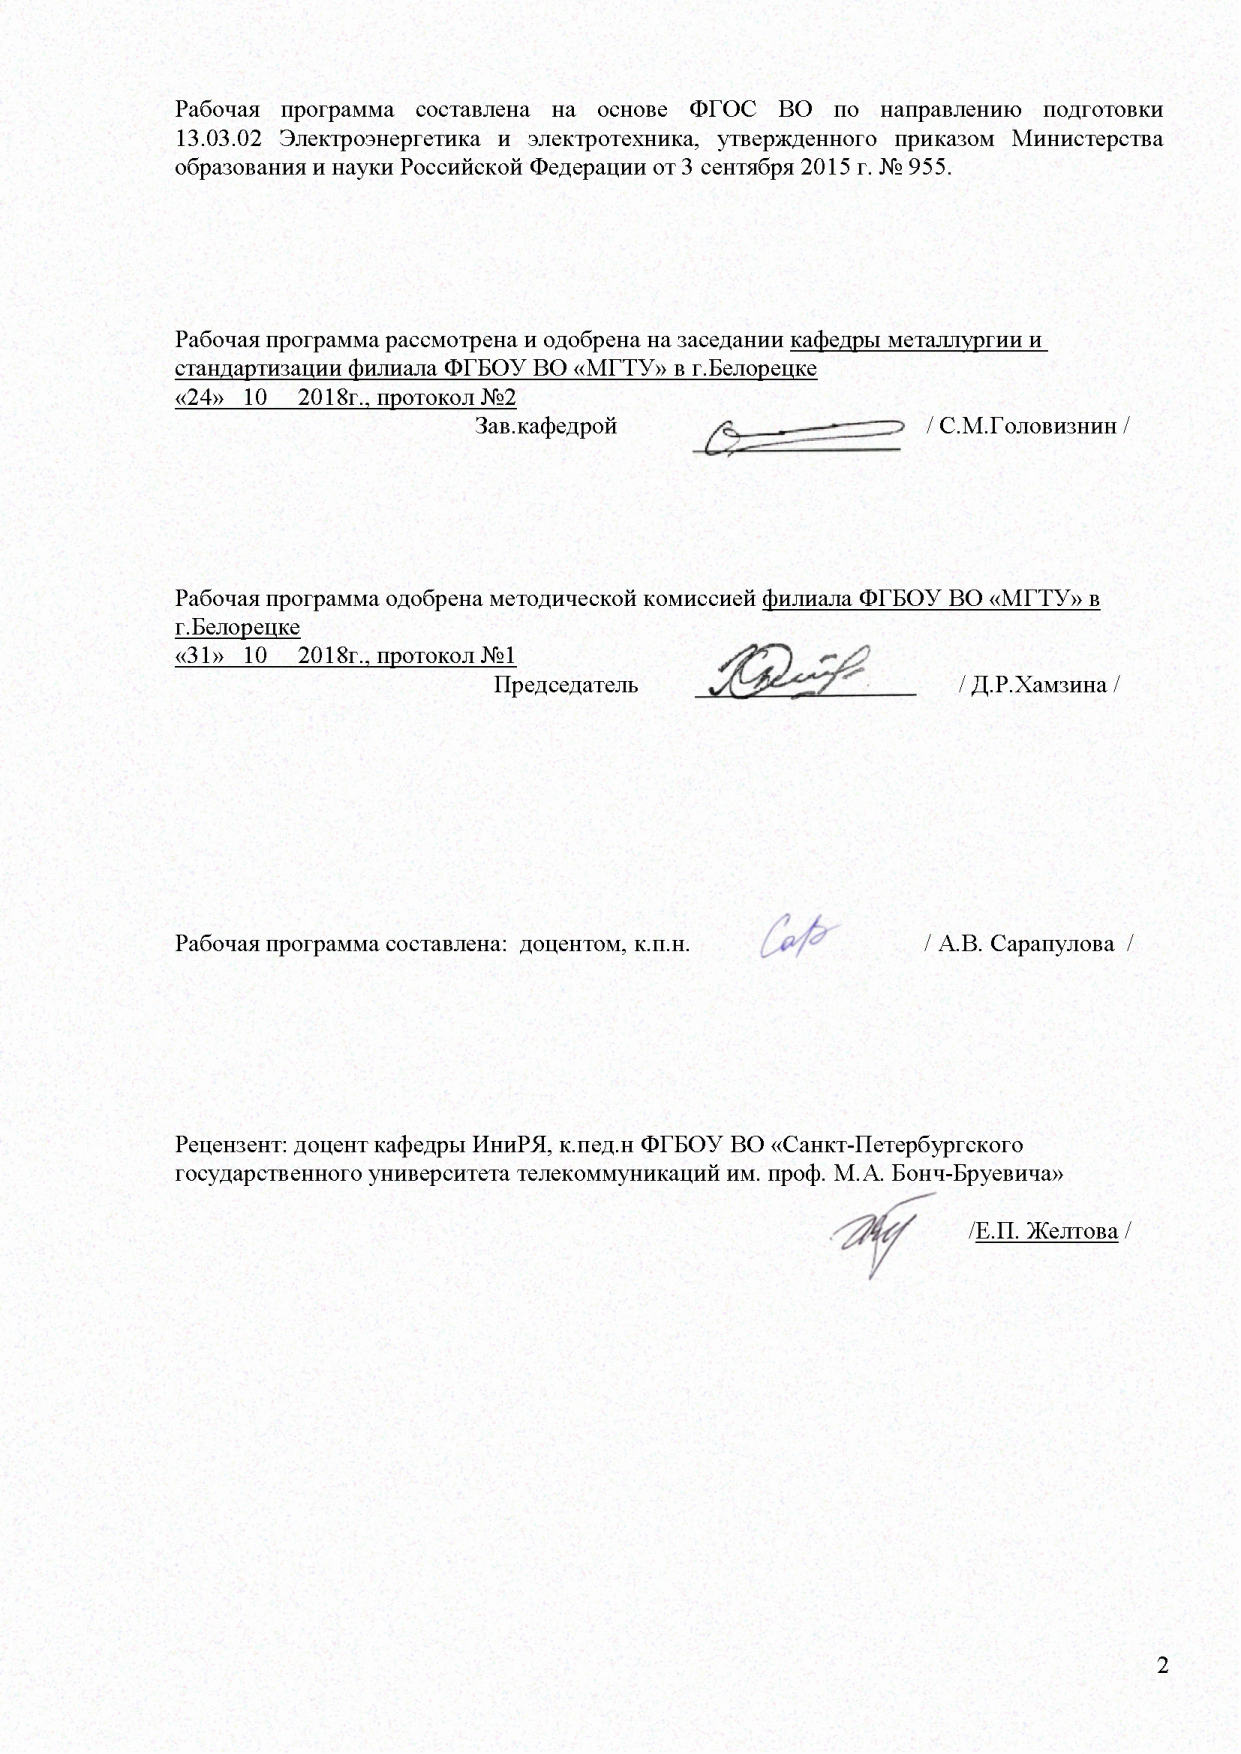 Рабочая программа составлена на основе ФГОС ВО по направлению подготовки
13.03.02 Электроэнергетика и электротехника, утвержденного приказом Министерства
образования и науки Российской Федерации от 3 сентября 2015 г. № 955.
Рабочая программа рассмотрена и одобрена на заседании кафедры металлургии и
стандартизации филиала ФГБОУ ВО «МГТУ» в г.Белорецке
«24» 10 2018г., протокол №2
Зав.кафедрой / С.М.Головизнин /
Рабочая программа одобрена методической комиссией филиала ФГБОУ ВО «МГТУ» в
г.Белорецке
«31» 10 2018г., протокол №1
Председатель / Д.Р.Хамзина /
Рабочая программа составлена: доцентом, к.п.н. / А.В. Сарапулова /
Рецензент: доцент кафедры ИниРЯ, к.пед.н ФГБОУ ВО «Санкт-Петербургского
государственного университета телекоммуникаций им. проф. М.А. Бонч-Бруевича»
/Е.П. Желтова /
2